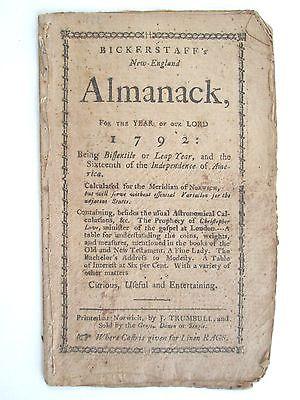 BICKERSTAFF's
New-England
Almanack,
FOR THE YEAR OF OUR LORD
1792:
Being Bissextile or Leap Year, and the
Sixteenth of the Independence of Ame-
rica.
Calculated for the Meridian of NORWICH,
but will serve without essential Variation for the
adjacent States.
Containing, besides the usual Astronomical Cal-
culations, &c. The Prophecy of Christopher
Love, minister of the gospel at London.---A
table for understanding the coins, weights,
and measures, mentioned in the books of the
Old and New Testament. A Fine Lady. The
Bachelor's Address to Modesty. A Table
of Interest at Six per Cent. With a variety of
other matters
Curious, Useful and Entertaining.
Printed at Norwich, by J. TRUMBULL, and
Sold by the Groce, Dozen or Single.
Where Cash is given for Linen RAGS.